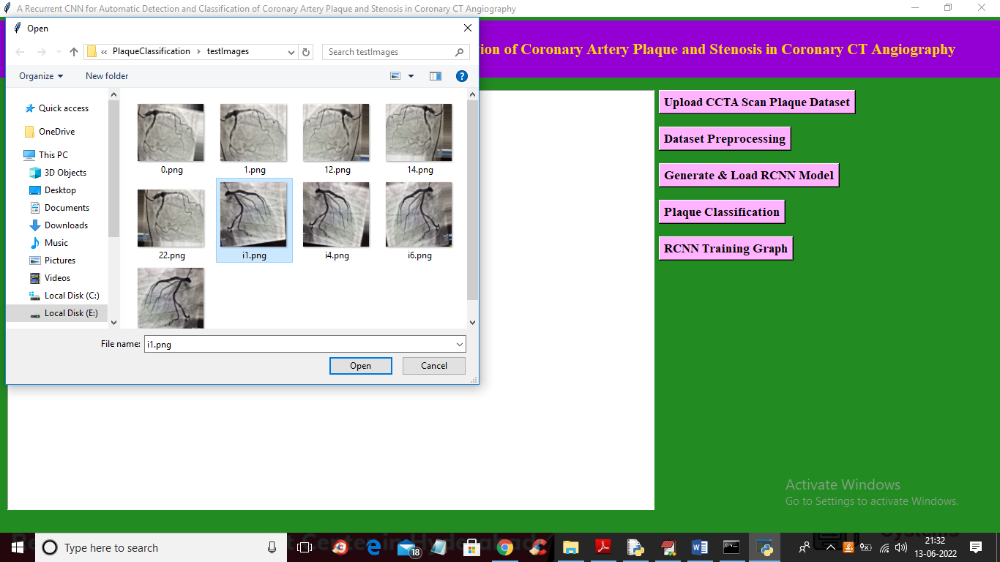 A Recurrent CNN for Automatic Detection and Classification of Coronary Artery Plaque and Stenosis in Coronary CT Angiography
Open
tion of Coronary Artery Plaque and Stenosis in Coronary CT Angiography
« PlaqueClassification › testImages
Search testImages
Organize
New folder
?
Quick access
OneDrive
This PC
3D Objects
Desktop
Documents
Downloads
Music
Pictures
Videos
Local Disk (C:)
Local Disk (E:)
0.png
1.png
12.png
14.png
22.png
i1.png
i4.png
i6.png
File name:
i1.png
Open
Cancel
Upload CCTA Scan Plaque Dataset
Dataset Preprocessing
Generate & Load RCNN Model
Plaque Classification
RCNN Training Graph
Activate Windows
Go to Settings to activate Windows.
Type here to search
t Center in Hyderabad
Systems
18
21:32
13-06-2022